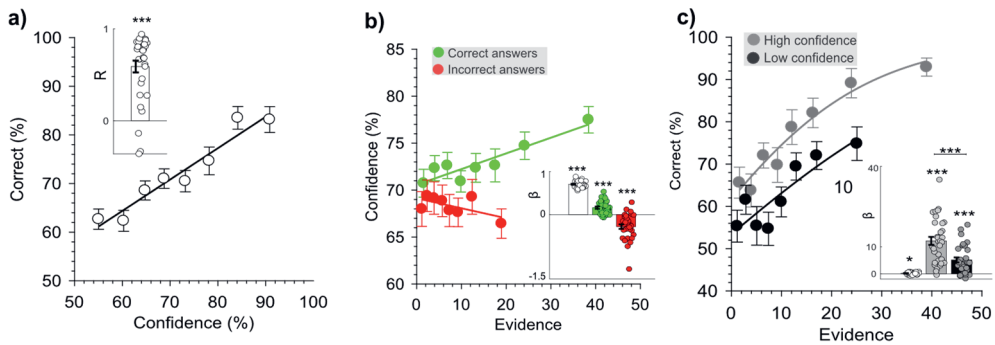 a)
***
1
R
0
Correct (%)
100
90
80
70
60
50
40
50 60 70 80 90 100
Confidence (%)
b)
Correct answers
Incorrect answers
Confidence (%)
85
80
75
70
65
60
0 10 20 30 40 50
Evidence
1
β
0
-1.5
*** *** ***
c)
High confidence
Low confidence
Correct (%)
100
90
80
70
60
50
40
0 10 20 30 40 50
Evidence
10
40
β
10
0
***
* *** ***